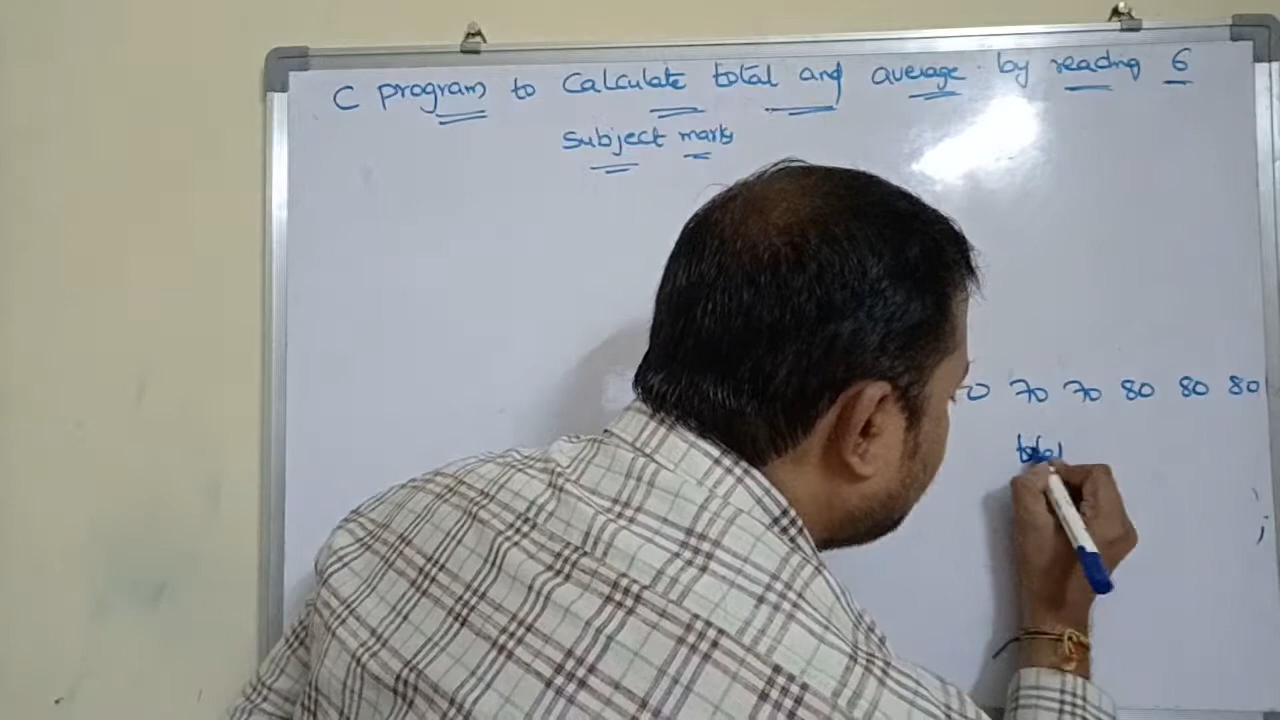 C program to Calculate total and average by reading 6
Subject marks
70 70 80 80 80
total
;